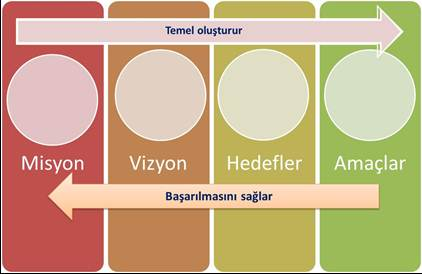 Temel oluşturur
Misyon
Vizyon
Hedefler
Amaçlar
Başarılmasını sağlar